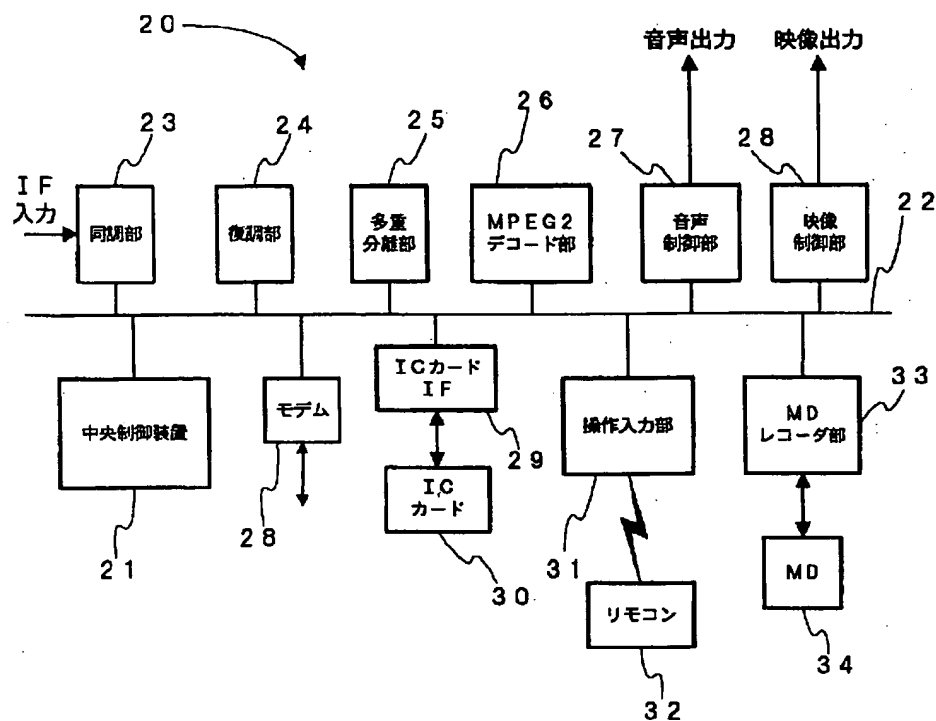 ２０
音声出力
映像出力
２３
２４
２５
２６
２７
２８
２２
ＩＦ
入力
同調部
復調部
多重
分離部
ＭＰＥＧ２
デコード部
音声
制御部
映像
制御部
中央制御装置
モデム
ＩＣカード
ＩＦ
操作入力部
ＭＤ
レコーダ部
３３
２１
２８
２９
ＩＣ
カード
３０
３１
リモコン
３２
ＭＤ
３４